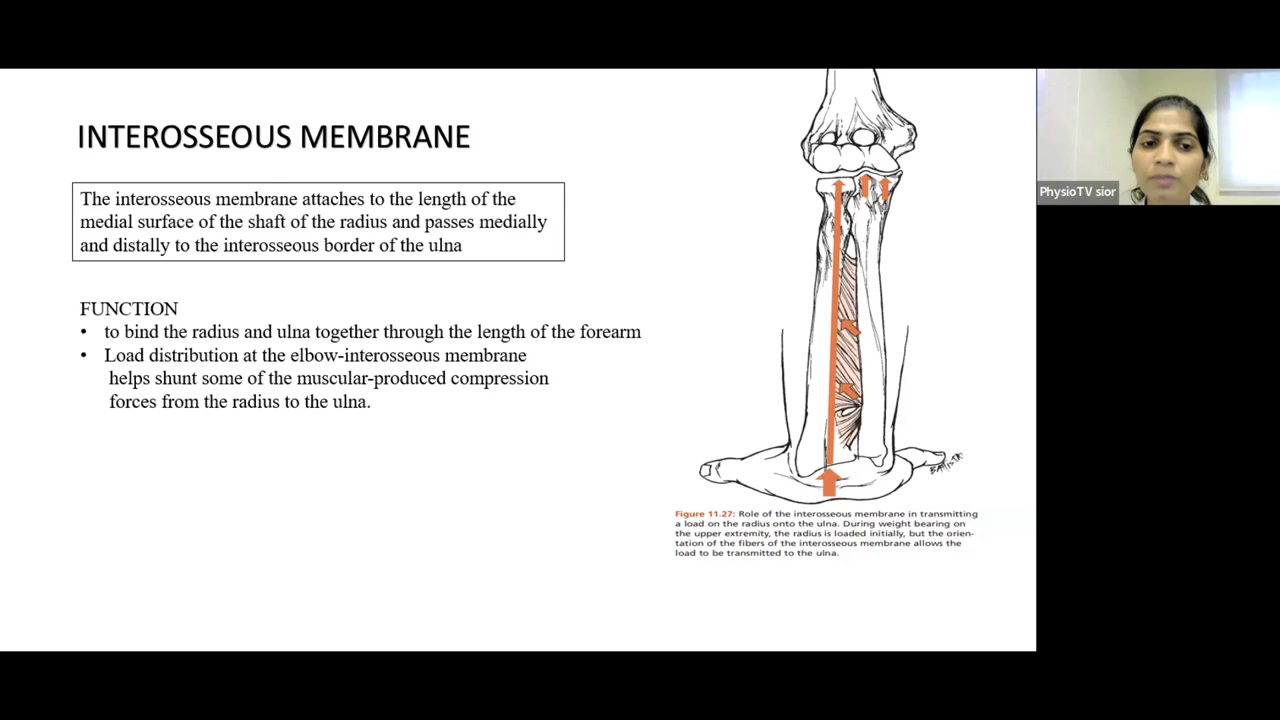 INTEROSSEOUS MEMBRANE
The interosseous membrane attaches to the length of the
medial surface of the shaft of the radius and passes medially
and distally to the interosseous border of the ulna
FUNCTION
• to bind the radius and ulna together through the length of the forearm
• Load distribution at the elbow-interosseous membrane
helps shunt some of the muscular-produced compression
forces from the radius to the ulna.
Figure 11.27: Role of the interosseous membrane in transmitting
a load on the radius onto the ulna. During weight bearing on
the upper extremity, the radius is loaded initially, but the orien-
tation of the fibers of the interosseous membrane allows the
load to be transmitted to the ulna.
PhysioTV sior